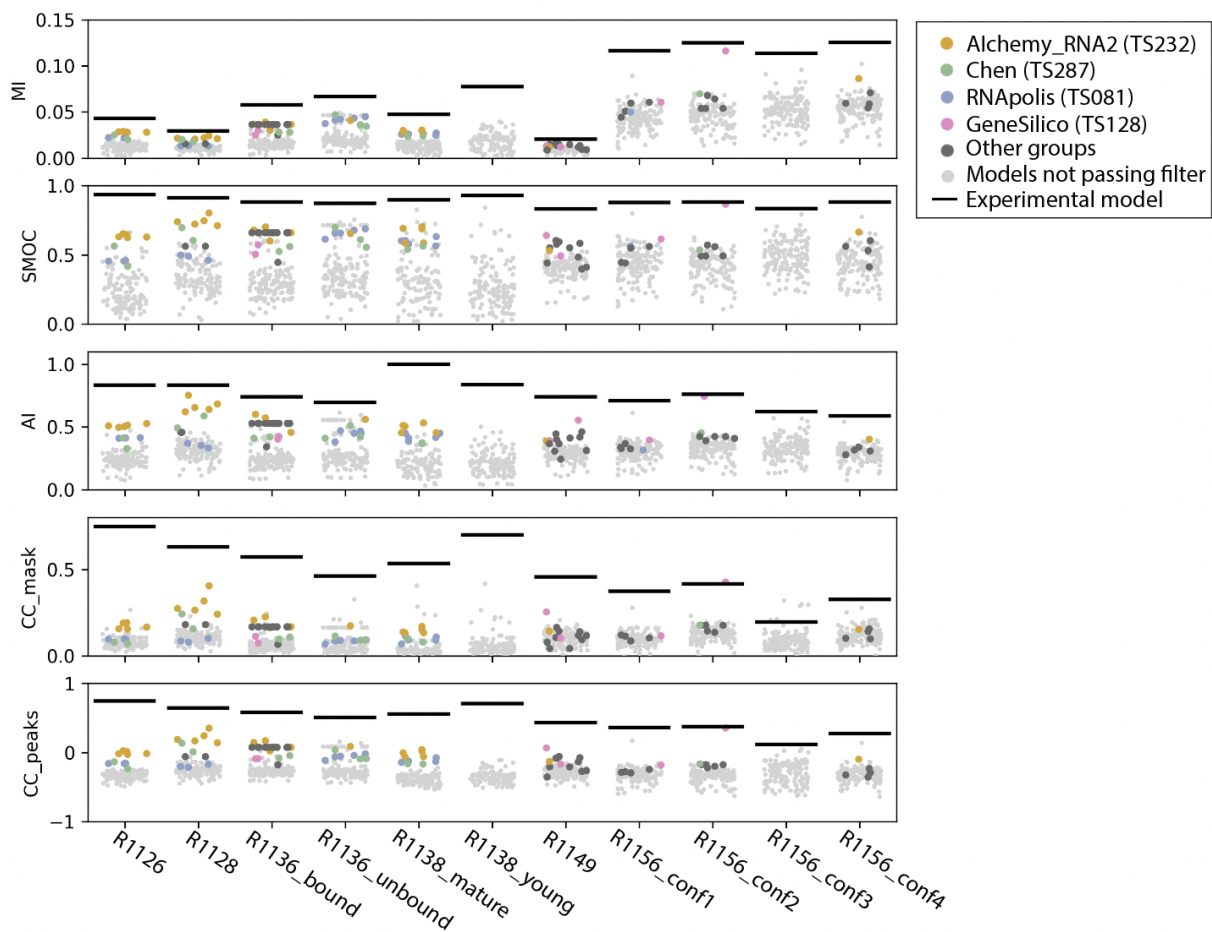 0.15
0.10
0.05
0.00
MI
1.0
0.5
0.0
SMOC
1.0
0.5
0.0
AI
0.5
0.0
CC_mask
1
0
−1
CC_peaks
R1126
R1128
R1136_bound
R1136_unbound
R1138_mature
R1138_young
R1149
R1156_conf1
R1156_conf2
R1156_conf3
R1156_conf4
Alchemy_RNA2 (TS232)
Chen (TS287)
RNApolis (TS081)
GeneSilico (TS128)
Other groups
Models not passing filter
Experimental model